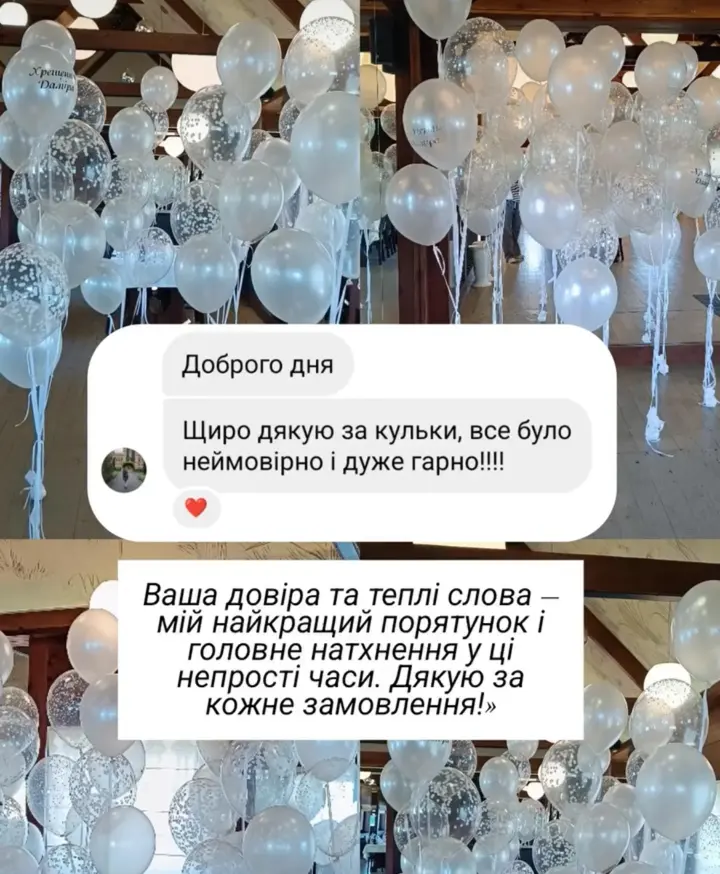 Хрещення
Даміра
Доброго дня
Щиро дякую за кульки, все було
неймовірно і дуже гарно!!!!
Ваша довіра та теплі слова –
мій найкращий порятунок і
головне натхнення у ці
непрості часи. Дякую за
кожне замовлення!»